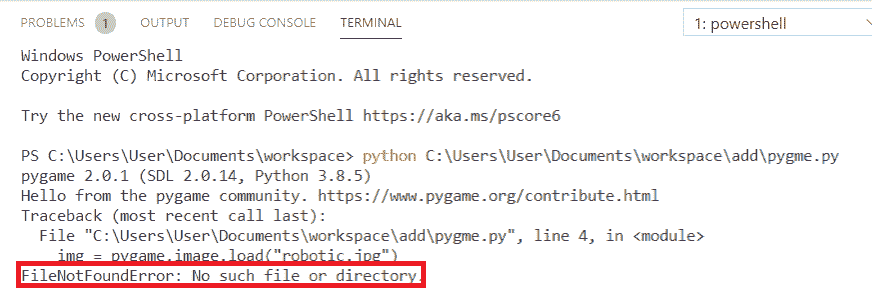 PROBLEMS 1 OUTPUT DEBUG CONSOLE TERMINAL 1: powershell
Windows PowerShell
Copyright (C) Microsoft Corporation. All rights reserved.
Try the new cross-platform PowerShell https://aka.ms/pscore6
PS C:\Users\User\Documents\workspace> python C:\Users\User\Documents\workspace\add\pygme.py
pygame 2.0.1 (SDL 2.0.14, Python 3.8.5)
Hello from the pygame community. https://www.pygame.org/contribute.html
Traceback (most recent call last):
  File "C:\Users\User\Documents\workspace\add\pygme.py", line 4, in <module>
    img = pygame.image.load("robotic.jpg")
FileNotFoundError: No such file or directory.